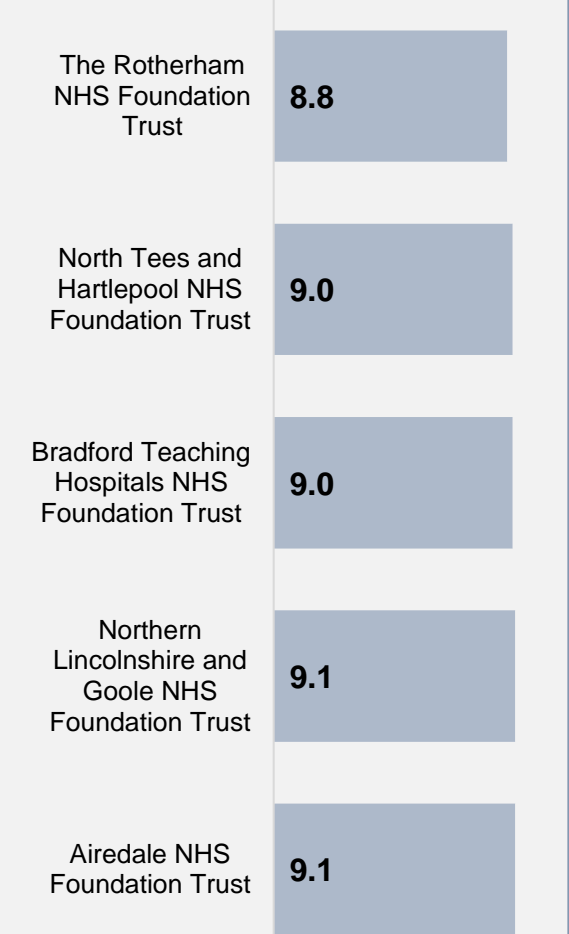 The Rotherham
NHS Foundation
Trust
8.8
North Tees and
Hartlepool NHS
Foundation Trust
9.0
Bradford Teaching
Hospitals NHS
Foundation Trust
9.0
Northern
Lincolnshire and
Goole NHS
Foundation Trust
9.1
Airedale NHS
Foundation Trust
9.1